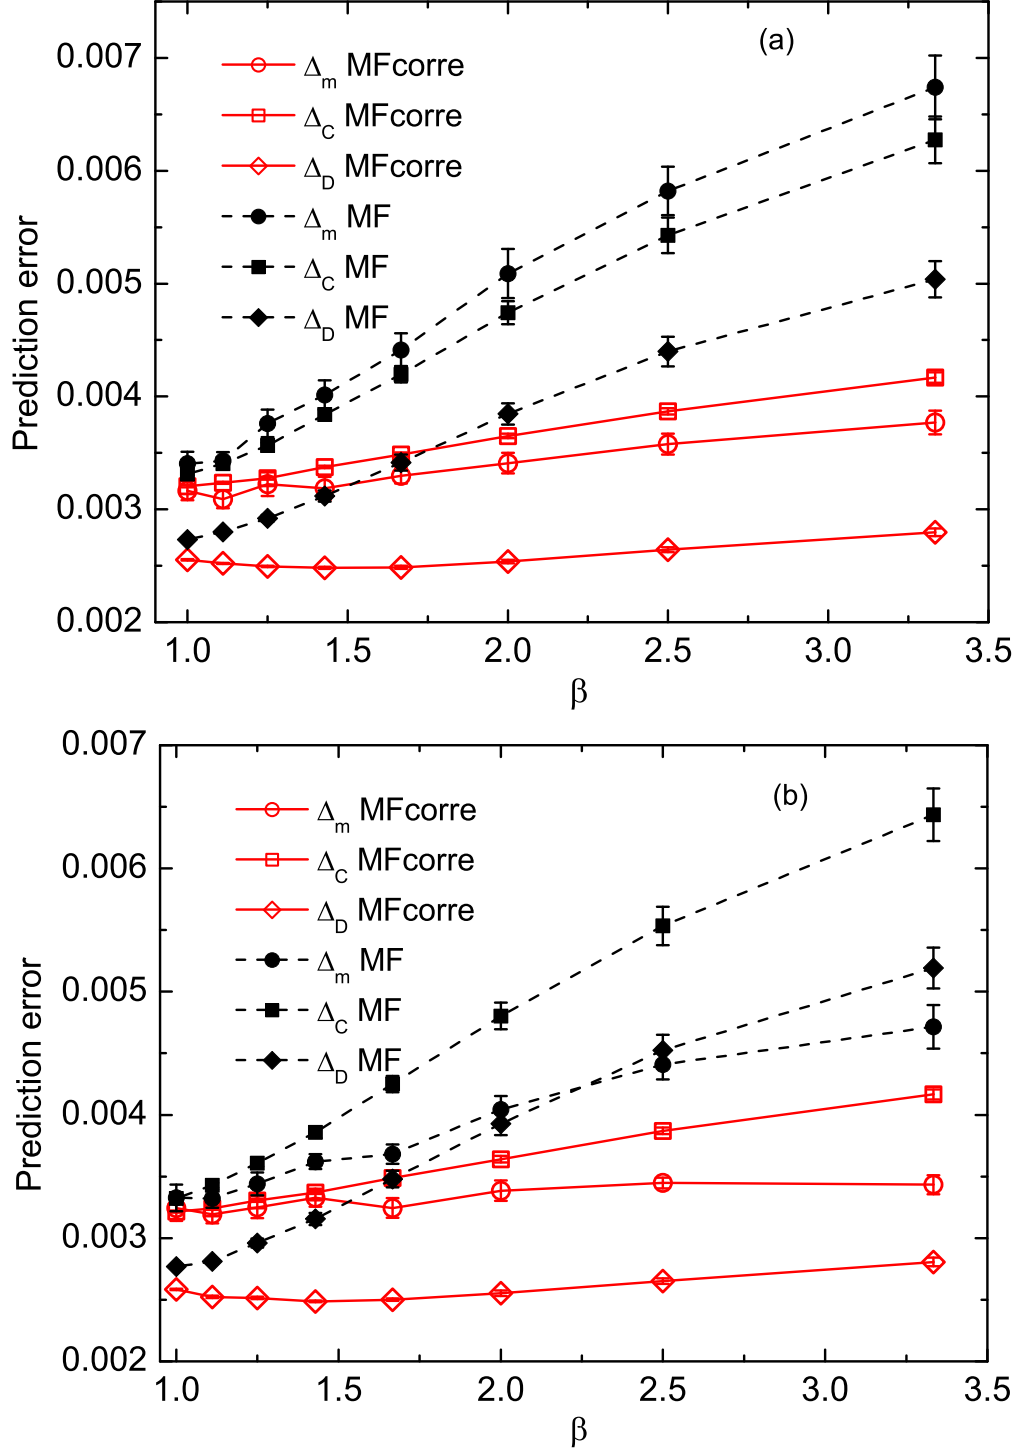 (a)
0.007
0.006
0.005
0.004
0.003
0.002
Prediction error
Δm MFcorre
ΔC MFcorre
ΔD MFcorre
Δm MF
ΔC MF
ΔD MF
1.0 1.5 2.0 2.5 3.0 3.5
β
(b)
0.007
0.006
0.005
0.004
0.003
0.002
Prediction error
Δm MFcorre
ΔC MFcorre
ΔD MFcorre
Δm MF
ΔC MF
ΔD MF
1.0 1.5 2.0 2.5 3.0 3.5
β